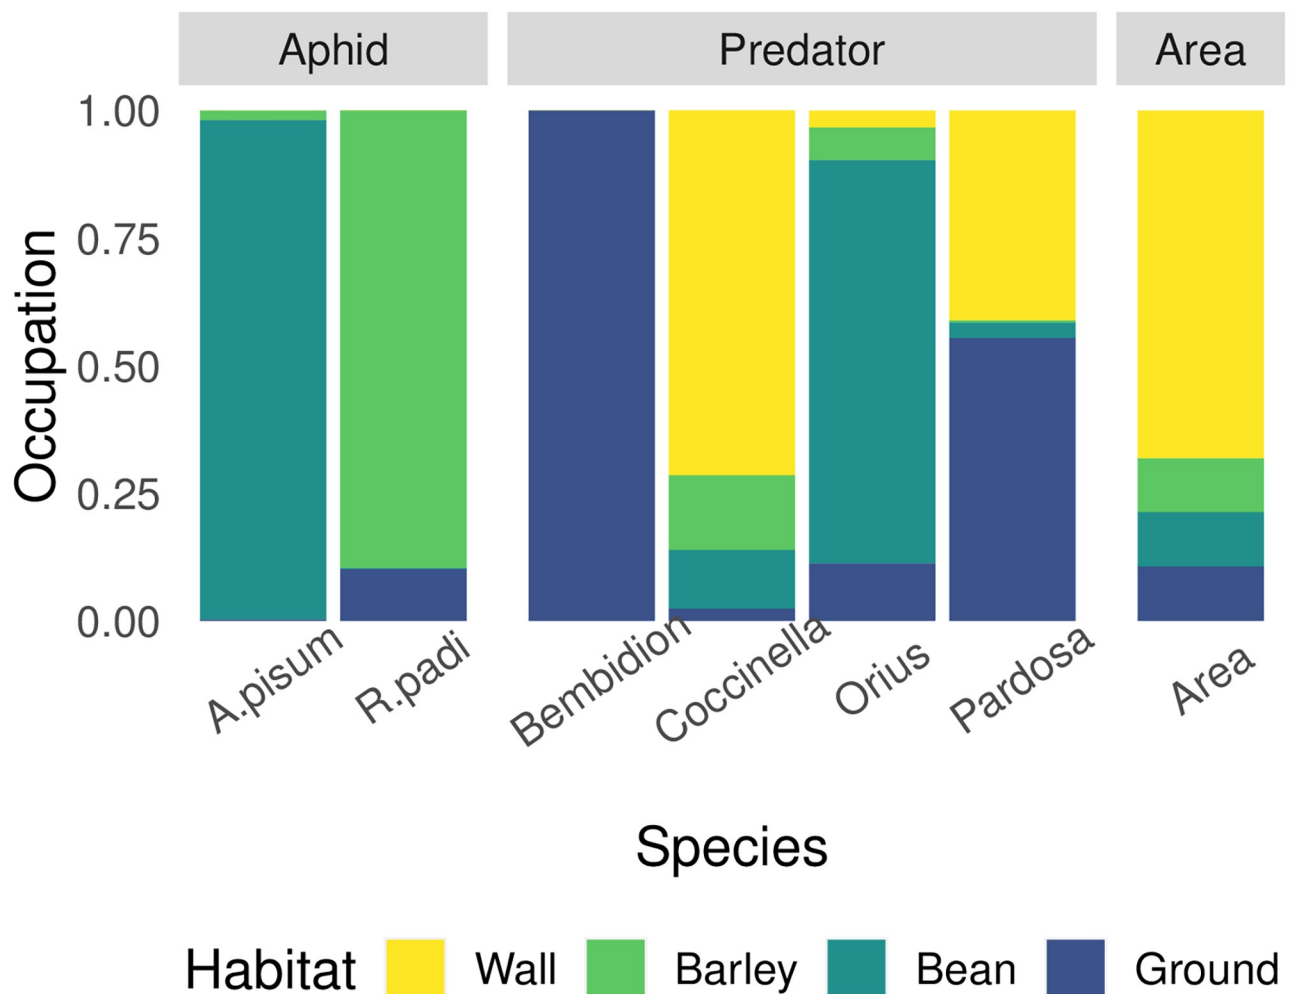 Aphid Predator Area
1.00
0.75
0.50
0.25
0.00
Occupation
A.pisum R.padi Bembidion Coccinella Orius Pardosa Area
Species
Habitat Wall Barley Bean Ground